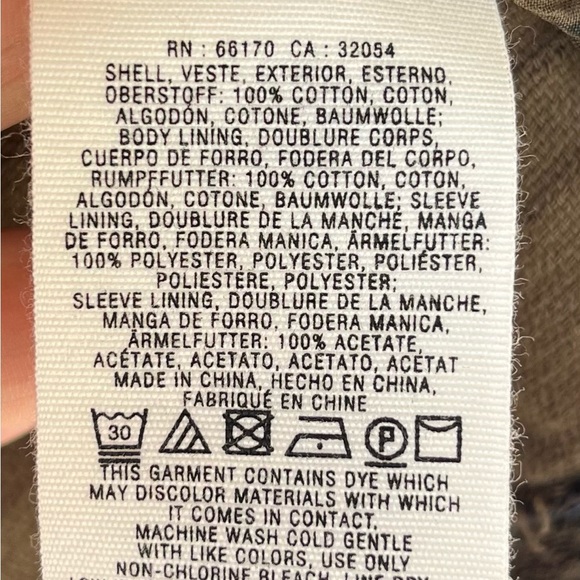 RN : 66170 CA : 32054
SHELL, VESTE, EXTERIOR, ESTERNO,
OBERSTOFF: 100% COTTON, COTON,
ALGODÓN, COTONE, BAUMWOLLE;
BODY LINING, DOUBLURE CORPS,
CUERPO DE FORRO, FODERA DEL CORPO,
RUMPFFUTTER: 100% COTTON, COTON,
ALGODÓN, COTONE, BAUMWOLLE; SLEEVE
LINING, DOUBLURE DE LA MANCHE, MANGA
DE FORRO, FODERA MANICA, ÄRMELFUTTER:
100% POLYESTER, POLYESTER, POLIÉSTER,
POLIESTERE, POLYESTER;
SLEEVE LINING, DOUBLURE DE LA MANCHE,
MANGA DE FORRO, FODERA MANICA,
ÄRMELFUTTER: 100% ACETATE,
ACÉTATE, ACETATO, ACETATO, ACÉTAT
MADE IN CHINA, HECHO EN CHINA,
FABRIQUÉ EN CHINE
30 P
THIS GARMENT CONTAINS DYE WHICH
MAY DISCOLOR MATERIALS WITH WHICH
IT COMES IN CONTACT.
MACHINE WASH COLD GENTLE
WITH LIKE COLORS, USE ONLY
NON-CHLORINE BLEACH, LINE DRY,